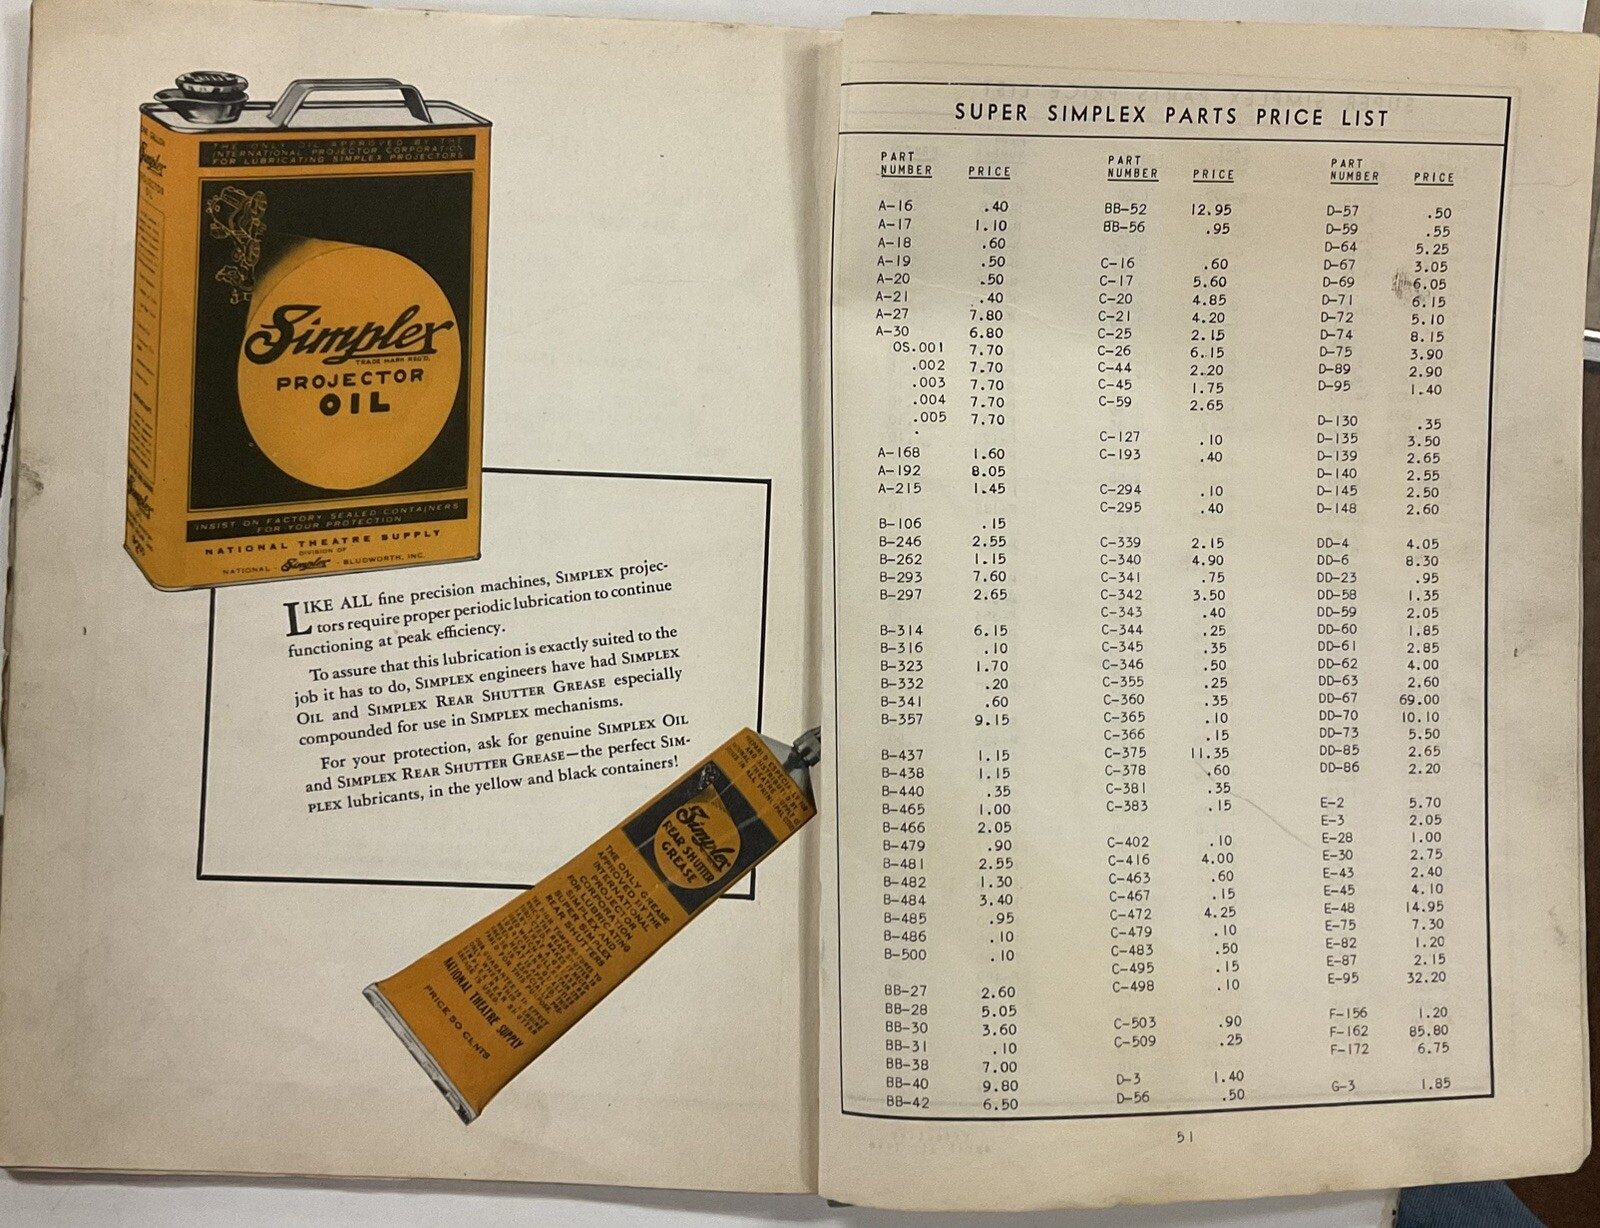 THE ONLY OIL APPROVED BY THE
INTERNATIONAL PROJECTOR CORPORATION
FOR LUBRICATING SIMPLEX PROJECTORS
Simplex
TRADE MARK REG'D.
PROJECTOR
OIL
INSIST ON FACTORY SEALED CONTAINERS
FOR YOUR PROTECTION
NATIONAL THEATRE SUPPLY
DIVISION OF
NATIONAL · Simplex · BLUDWORTH, INC.
LIKE ALL fine precision machines, SIMPLEX projec-
tors require proper periodic lubrication to continue
functioning at peak efficiency.
To assure that this lubrication is exactly suited to the
job it has to do, SIMPLEX engineers have had SIMPLEX
OIL and SIMPLEX REAR SHUTTER GREASE especially
compounded for use in SIMPLEX mechanisms.
For your protection, ask for genuine SIMPLEX OIL
and SIMPLEX REAR SHUTTER GREASE—the perfect SIM-
PLEX lubricants, in the yellow and black containers!
Simplex
REAR SHUTTER
GREASE
THE ONLY GREASE
APPROVED BY THE
INTERNATIONAL
PROJECTOR
CORPORATION
FOR LUBRICATING
SIMPLEX AND
SUPER SIMPLEX
REAR SHUTTERS
NATIONAL THEATRE SUPPLY
PRICE 50 CENTS
SUPER SIMPLEX PARTS PRICE LIST
PART
NUMBER PRICE
A-16 .40
A-17 1.10
A-18 .60
A-19 .50
A-20 .50
A-21 .40
A-27 7.80
A-30 6.80
OS.001 7.70
.002 7.70
.003 7.70
.004 7.70
.005 7.70
A-168 1.60
A-192 8.05
A-215 1.45
B-106 .15
B-246 2.55
B-262 1.15
B-293 7.60
B-297 2.65
B-314 6.15
B-316 .10
B-323 1.70
B-332 .20
B-341 .60
B-357 9.15
B-437 1.15
B-438 1.15
B-440 .35
B-465 1.00
B-466 2.05
B-479 .90
B-481 2.55
B-482 1.30
B-484 3.40
B-485 .95
B-486 .10
B-500 .10
BB-27 2.60
BB-28 5.05
BB-30 3.60
BB-31 .10
BB-38 7.00
BB-40 9.80
BB-42 6.50
PART
NUMBER PRICE
BB-52 12.95
BB-56 .95
C-16 .60
C-17 5.60
C-20 4.85
C-21 4.20
C-25 2.15
C-26 6.15
C-44 2.20
C-45 1.75
C-59 2.65
C-127 .10
C-193 .40
C-294 .10
C-295 .40
C-339 2.15
C-340 4.90
C-341 .75
C-342 3.50
C-343 .40
C-344 .25
C-345 .35
C-346 .50
C-355 .25
C-360 .35
C-365 .10
C-366 .15
C-375 11.35
C-378 .60
C-381 .35
C-383 .15
C-402 .10
C-416 4.00
C-463 .60
C-467 .15
C-472 4.25
C-479 .10
C-483 .50
C-495 .15
C-498 .10
C-503 .90
C-509 .25
D-3 1.40
D-56 .50
PART
NUMBER PRICE
D-57 .50
D-59 .55
D-64 5.25
D-67 3.05
D-69 6.05
D-71 6.15
D-72 5.10
D-74 8.15
D-75 3.90
D-89 2.90
D-95 1.40
D-130 .35
D-135 3.50
D-139 2.65
D-140 2.55
D-145 2.50
D-148 2.60
DD-4 4.05
DD-6 8.30
DD-23 .95
DD-58 1.35
DD-59 2.05
DD-60 1.85
DD-61 2.85
DD-62 4.00
DD-63 2.60
DD-67 69.00
DD-70 10.10
DD-73 5.50
DD-85 2.65
DD-86 2.20
E-2 5.70
E-3 2.05
E-28 1.00
E-30 2.75
E-43 2.40
E-45 4.10
E-48 14.95
E-75 7.30
E-82 1.20
E-87 2.15
E-95 32.20
F-156 1.20
F-162 85.80
F-172 6.75
G-3 1.85
51